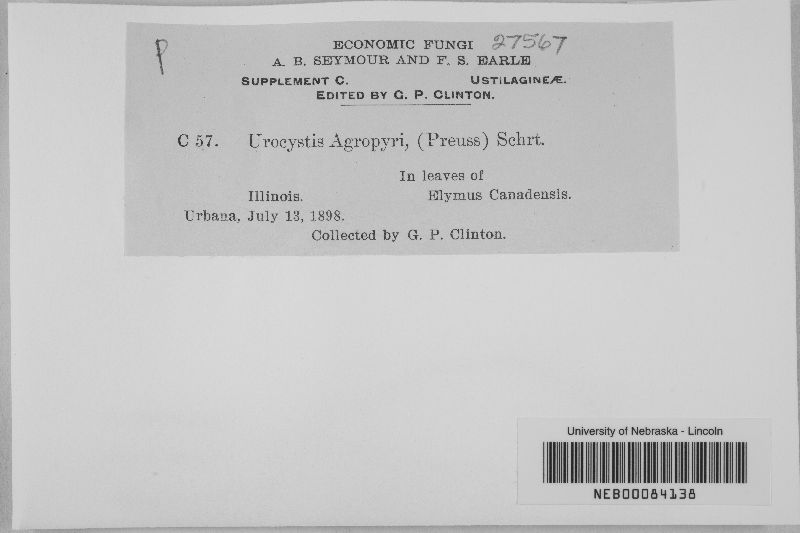 P
ECONOMIC FUNGI 27567
A. B. SEYMOUR AND F. S. EARLE
SUPPLEMENT C. USTILAGINEÆ.
EDITED BY G. P. CLINTON.
C 57. Urocystis Agropyri, (Preuss) Schrt.
In leaves of
Illinois. Elymus Canadensis.
Urbana, July 13, 1898.
Collected by G. P. Clinton.
University of Nebraska - Lincoln
NEB00084138